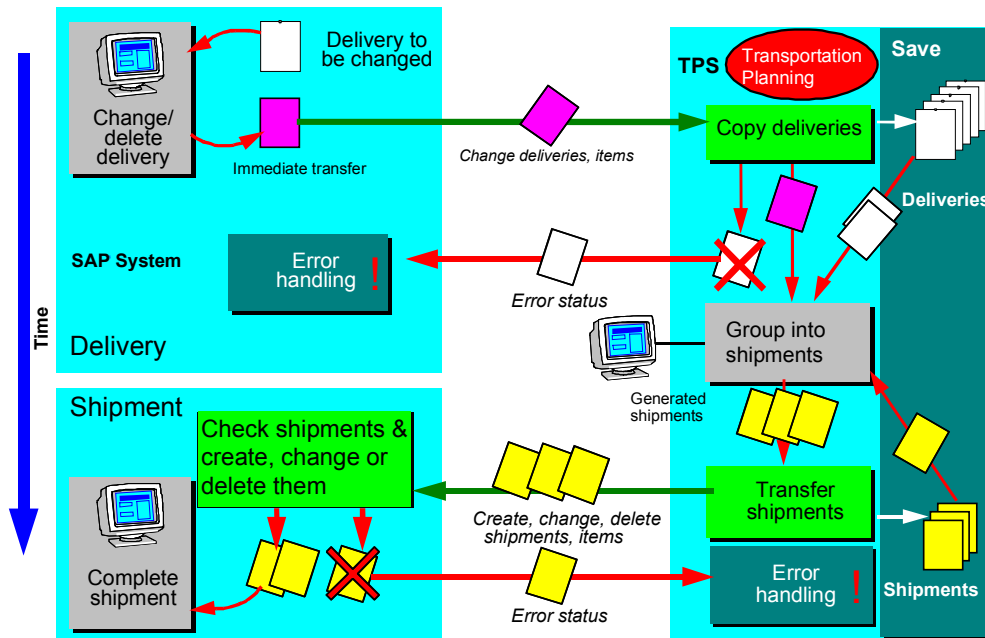 Delivery to
be changed
Change/
delete
delivery
Immediate transfer
Change deliveries, items
TPS
Transportation
Planning
Save
Copy deliveries
Deliveries
SAP System
Error
handling
!
Error status
Delivery
Time
Group into
shipments
Generated
shipments
Shipment
Check shipments &
create, change or
delete them
Create, change, delete
shipments, items
Transfer
shipments
Complete
shipment
Error status
Error
handling
!
Shipments